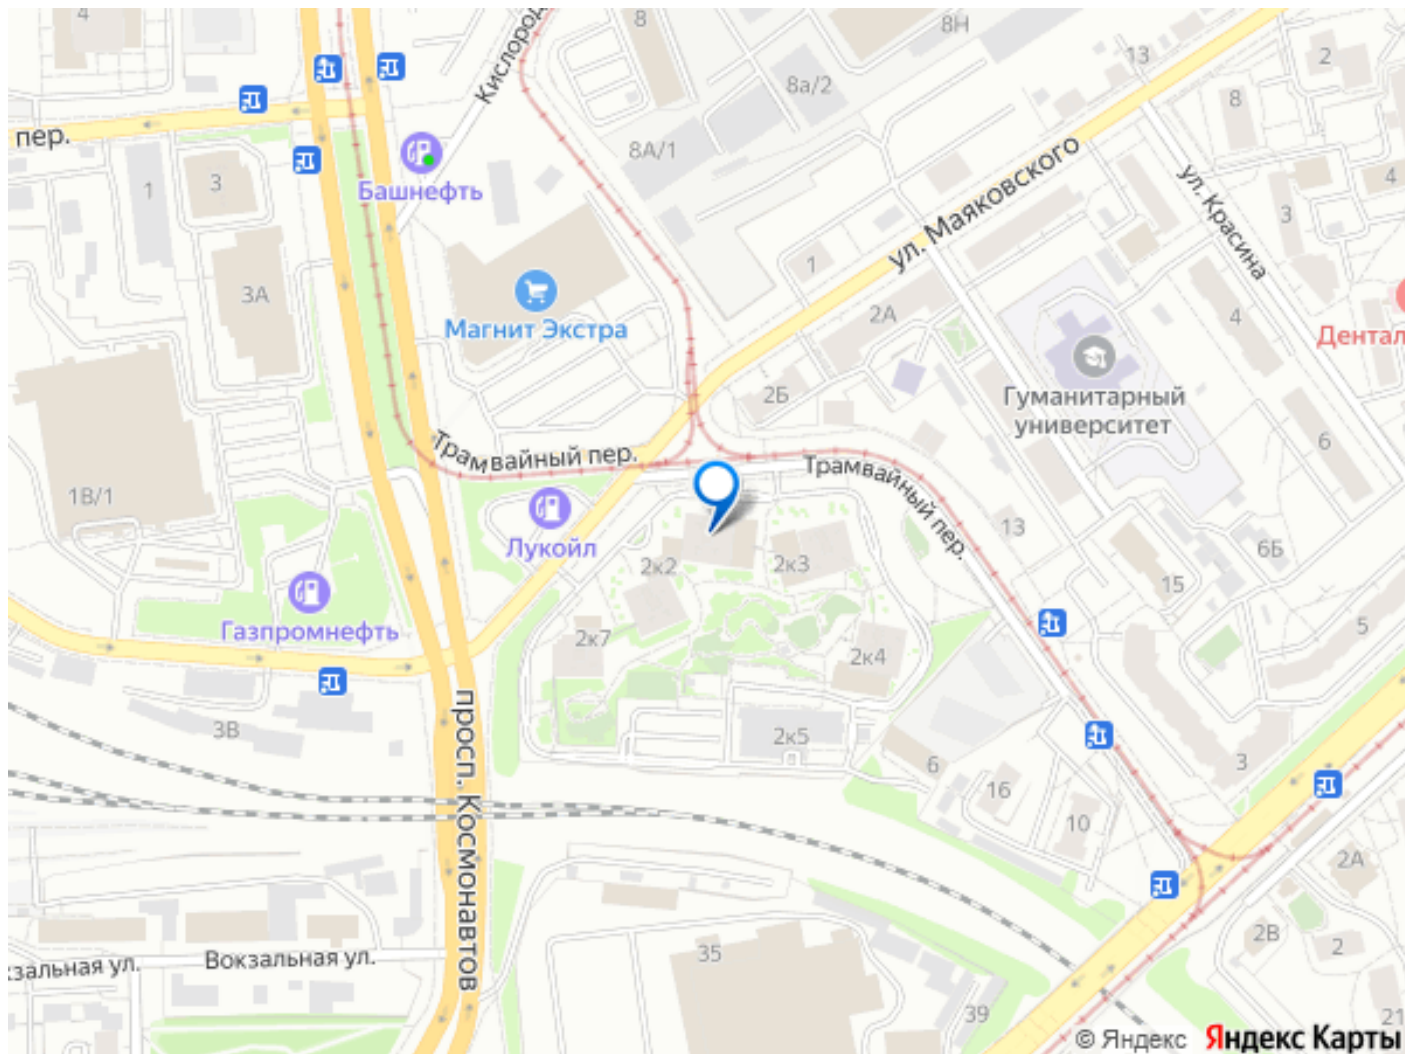 4
8
8Н
13
2
Кислород
8а/2
8
пер.
8А/1
1
3
Башнефть
ул. Маяковского
ул. Красина
4
3
1
3А
Магнит Экстра
2А
4
Дентал
2Б
Гуманитарный
университет
6
Трамвайный пер.
Трамвайный пер.
1В/1
Лукойл
13
6Б
2к2
2к3
15
Газпромнефть
2к7
2к4
5
3В
просп. Космонавтов
2к5
6
3
16
10
2А
35
2В
2
Вокзальная ул.
кзальная ул.
39
21
© Яндекс Яндекс Карты